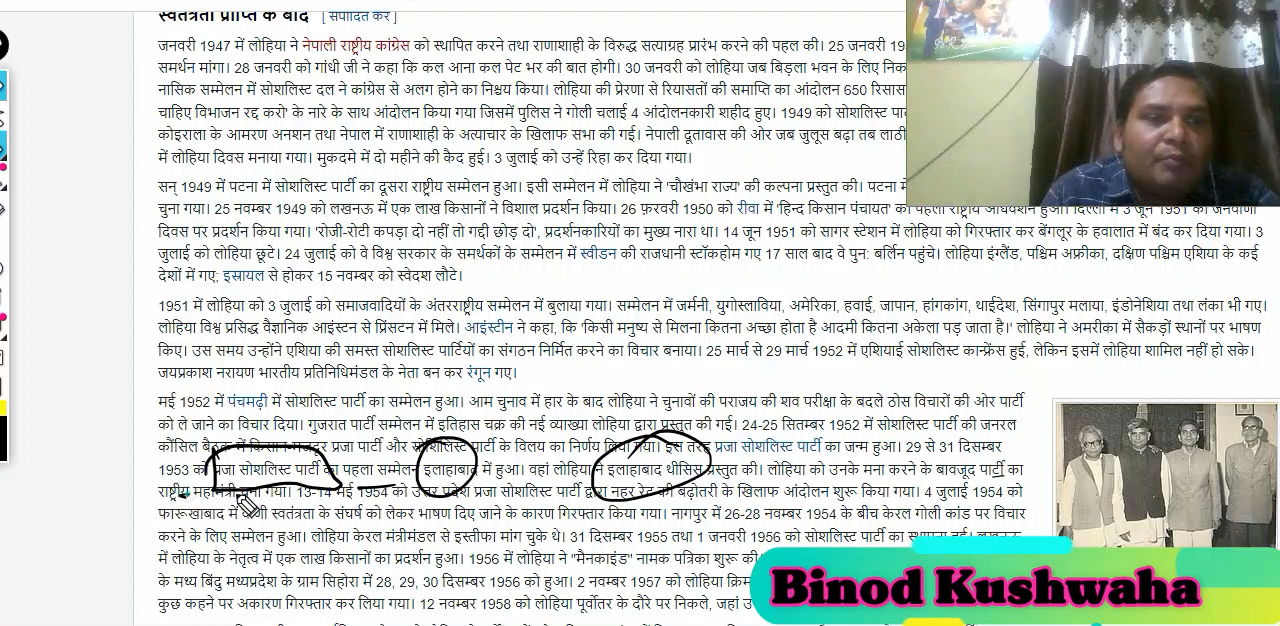 स्वतंत्रता प्राप्ति के बाद [ संपादित करें ]
जनवरी 1947 में लोहिया ने नेपाली राष्ट्रीय कांग्रेस को स्थापित करने तथा राणाशाही के विरुद्ध सत्याग्रह प्रारंभ करने की पहल की। 25 जनवरी
समर्थन मांगा। 28 जनवरी को गांधी जी ने कहा कि कल आना कल पेट भर की बात होगी। 30 जनवरी को लोहिया जब बिड़ला भवन के लिए
नासिक सम्मेलन में सोशलिस्ट दल ने कांग्रेस से अलग होने का निश्चय किया। लोहिया की प्रेरणा से रियासतों की समाप्ति का आंदोलन 650
चाहिए विभाजन रद्द करो' के नारे के साथ आंदोलन किया गया जिसमें पुलिस ने गोली चलाई 4 आंदोलनकारी शहीद हुए। 1949 को सोशलिस्ट
कोइराला के आमरण अनशन तथा नेपाल में राणाशाही के अत्याचार के खिलाफ सभा की गई। नेपाली दूतावास की ओर जब जुलूस बढ़ा तब लाठी
में लोहिया दिवस मनाया गया। मुकदमे में दो महीने की कैद हुई। 3 जुलाई को उन्हें रिहा कर दिया गया।
सन् 1949 में पटना में सोशलिस्ट पार्टी का दूसरा राष्ट्रीय सम्मेलन हुआ। इसी सम्मेलन में लोहिया ने 'चौखंभा राज्य' की कल्पना प्रस्तुत की। पटना
चुना गया। 25 नवम्बर 1949 को लखनऊ में एक लाख किसानों ने विशाल प्रदर्शन किया। 26 फ़रवरी 1950 को रीवा में 'हिन्द किसान पंचायत' का पहला राष्ट्रीय अधिवेशन हुआ। दिल्ली में 3 जून 1951 को जनवाणी
दिवस पर प्रदर्शन किया गया। 'रोजी-रोटी कपड़ा दो नहीं तो गद्दी छोड़ दो', प्रदर्शनकारियों का मुख्य नारा था। 14 जून 1951 को सागर स्टेशन में लोहिया को गिरफ्तार कर बेंगलूर के हवालात में बंद कर दिया गया। 3
जुलाई को लोहिया छूटे। 24 जुलाई को वे विश्व सरकार के समर्थकों के सम्मेलन में स्वीडन की राजधानी स्टॉकहोम गए 17 साल बाद वे पुन: बर्लिन पहुंचे। लोहिया इंग्लैंड, पश्चिम अफ्रीका, दक्षिण पश्चिम एशिया के कई
देशों में गए; इस्रायल से होकर 15 नवम्बर को स्वदेश लौटे।
1951 में लोहिया को 3 जुलाई को समाजवादियों के अंतरराष्ट्रीय सम्मेलन में बुलाया गया। सम्मेलन में जर्मनी, युगोस्लाविया, अमेरिका, हवाई, जापान, हांगकांग, थाईदेश, सिंगापुर मलाया, इंडोनेशिया तथा लंका भी गए।
लोहिया विश्व प्रसिद्ध वैज्ञानिक आइंस्टन से प्रिंसटन में मिले। आइंस्टीन ने कहा, कि 'किसी मनुष्य से मिलना कितना अच्छा होता है आदमी कितना अकेला पड़ जाता है।' लोहिया ने अमरीका में सैकड़ों स्थानों पर भाषण
किए। उस समय उन्होंने एशिया की समस्त सोशलिस्ट पार्टियों का संगठन निर्मित करने का विचार बनाया। 25 मार्च से 29 मार्च 1952 में एशियाई सोशलिस्ट कान्फ्रेंस हुई, लेकिन इसमें लोहिया शामिल नहीं हो सके।
जयप्रकाश नारायण भारतीय प्रतिनिधिमंडल के नेता बन कर रंगून गए।
मई 1952 में पंचमढ़ी में सोशलिस्ट पार्टी का सम्मेलन हुआ। आम चुनाव में हार के बाद लोहिया ने चुनावों की पराजय की शव परीक्षा के बदले ठोस विचारों की ओर पार्टी
को ले जाने का विचार दिया। गुजरात पार्टी सम्मेलन में इतिहास चक्र की नई व्याख्या लोहिया द्वारा प्रस्तुत की गई। 24-25 सितम्बर 1952 में सोशलिस्ट पार्टी की जनरल
कौंसिल बैठक में किसान मजदूर प्रजा पार्टी और सोशलिस्ट पार्टी के विलय का निर्णय लिया गया। इस तरह प्रजा सोशलिस्ट पार्टी का जन्म हुआ। 29 से 31 दिसम्बर
1953 को प्रजा सोशलिस्ट पार्टी का पहला सम्मेलन इलाहाबाद में हुआ। वहां लोहिया ने इलाहाबाद थीसिस प्रस्तुत की। लोहिया को उनके मना करने के बावजूद पार्टी का
राष्ट्रीय महामंत्री चुना गया। 13-14 मई 1954 को उत्तर प्रदेश प्रजा सोशलिस्ट पार्टी द्वारा नहर रेट की बढ़ोतरी के खिलाफ आंदोलन शुरू किया गया। 4 जुलाई 1954 को
फारूखाबाद में स्वतंत्रता के संघर्ष को लेकर भाषण दिए जाने के कारण गिरफ्तार किया गया। नागपुर में 26-28 नवम्बर 1954 के बीच केरल गोली कांड पर विचार
करने के लिए सम्मेलन हुआ। लोहिया केरल मंत्रीमंडल से इस्तीफा मांग चुके थे। 31 दिसम्बर 1955 तथा 1 जनवरी 1956 को सोशलिस्ट पार्टी की स्थापना हुई।
में लोहिया के नेतृत्व में एक लाख किसानों का प्रदर्शन हुआ। 1956 में लोहिया ने "मैनकाइंड" नामक पत्रिका शुरू की
के मध्य बिंदु मध्यप्रदेश के ग्राम सिहोरा में 28, 29, 30 दिसम्बर 1956 को हुआ। 2 नवम्बर 1957 को लोहिया
कुछ कहने पर अकारण गिरफ्तार कर लिया गया। 12 नवम्बर 1958 को लोहिया पूर्वोतर के दौरे पर निकले, जहां
Binod Kushwaha